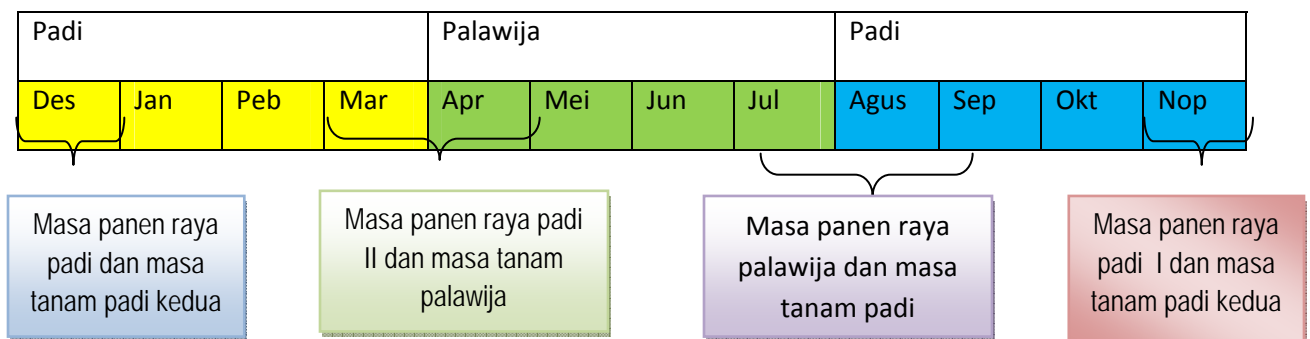 Padi Palawija Padi
Des Jan Peb Mar Apr Mei Jun Jul Agus Sep Okt Nop
Masa panen raya
padi dan masa
tanam padi kedua
Masa panen raya padi
II dan masa tanam
palawija
Masa panen raya
palawija dan masa
tanam padi
Masa panen raya
padi I dan masa
tanam padi kedua